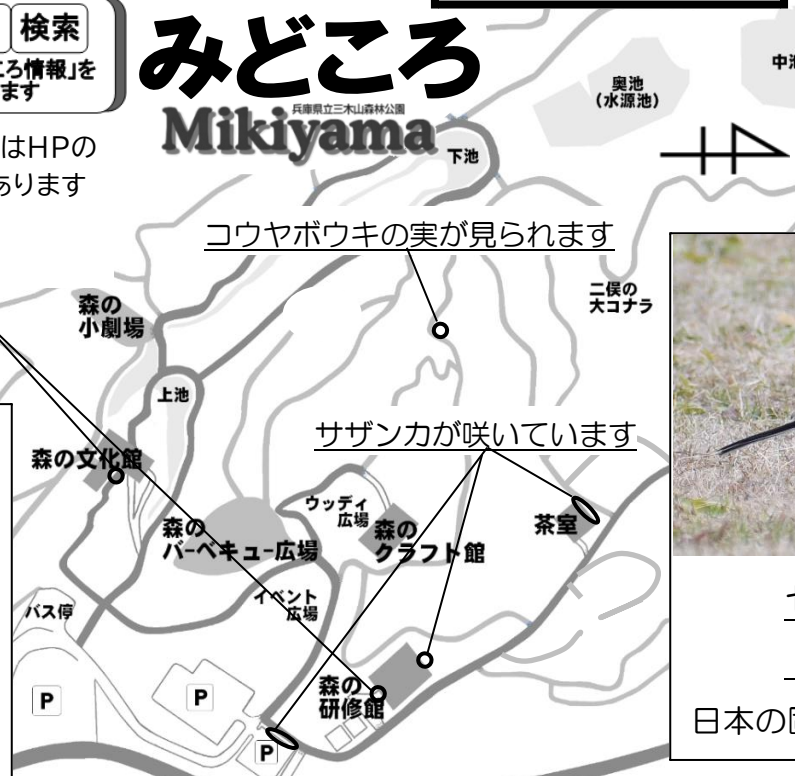 検索
ころ情報」を
ます
はHPの
あります
みどころ
兵庫県立三木山森林公園
Mikiyama
奥池
（水源池）
中池
下池
コウヤボウキの実が見られます
二俣の
大コナラ
森の
小劇場
上池
サザンカが咲いています
森の文化館
ウッディ
広場
森の
クラフト館
茶室
森の
バーベキュー広場
イベント
広場
バス停
森の
研修館
P
P
P
日本の